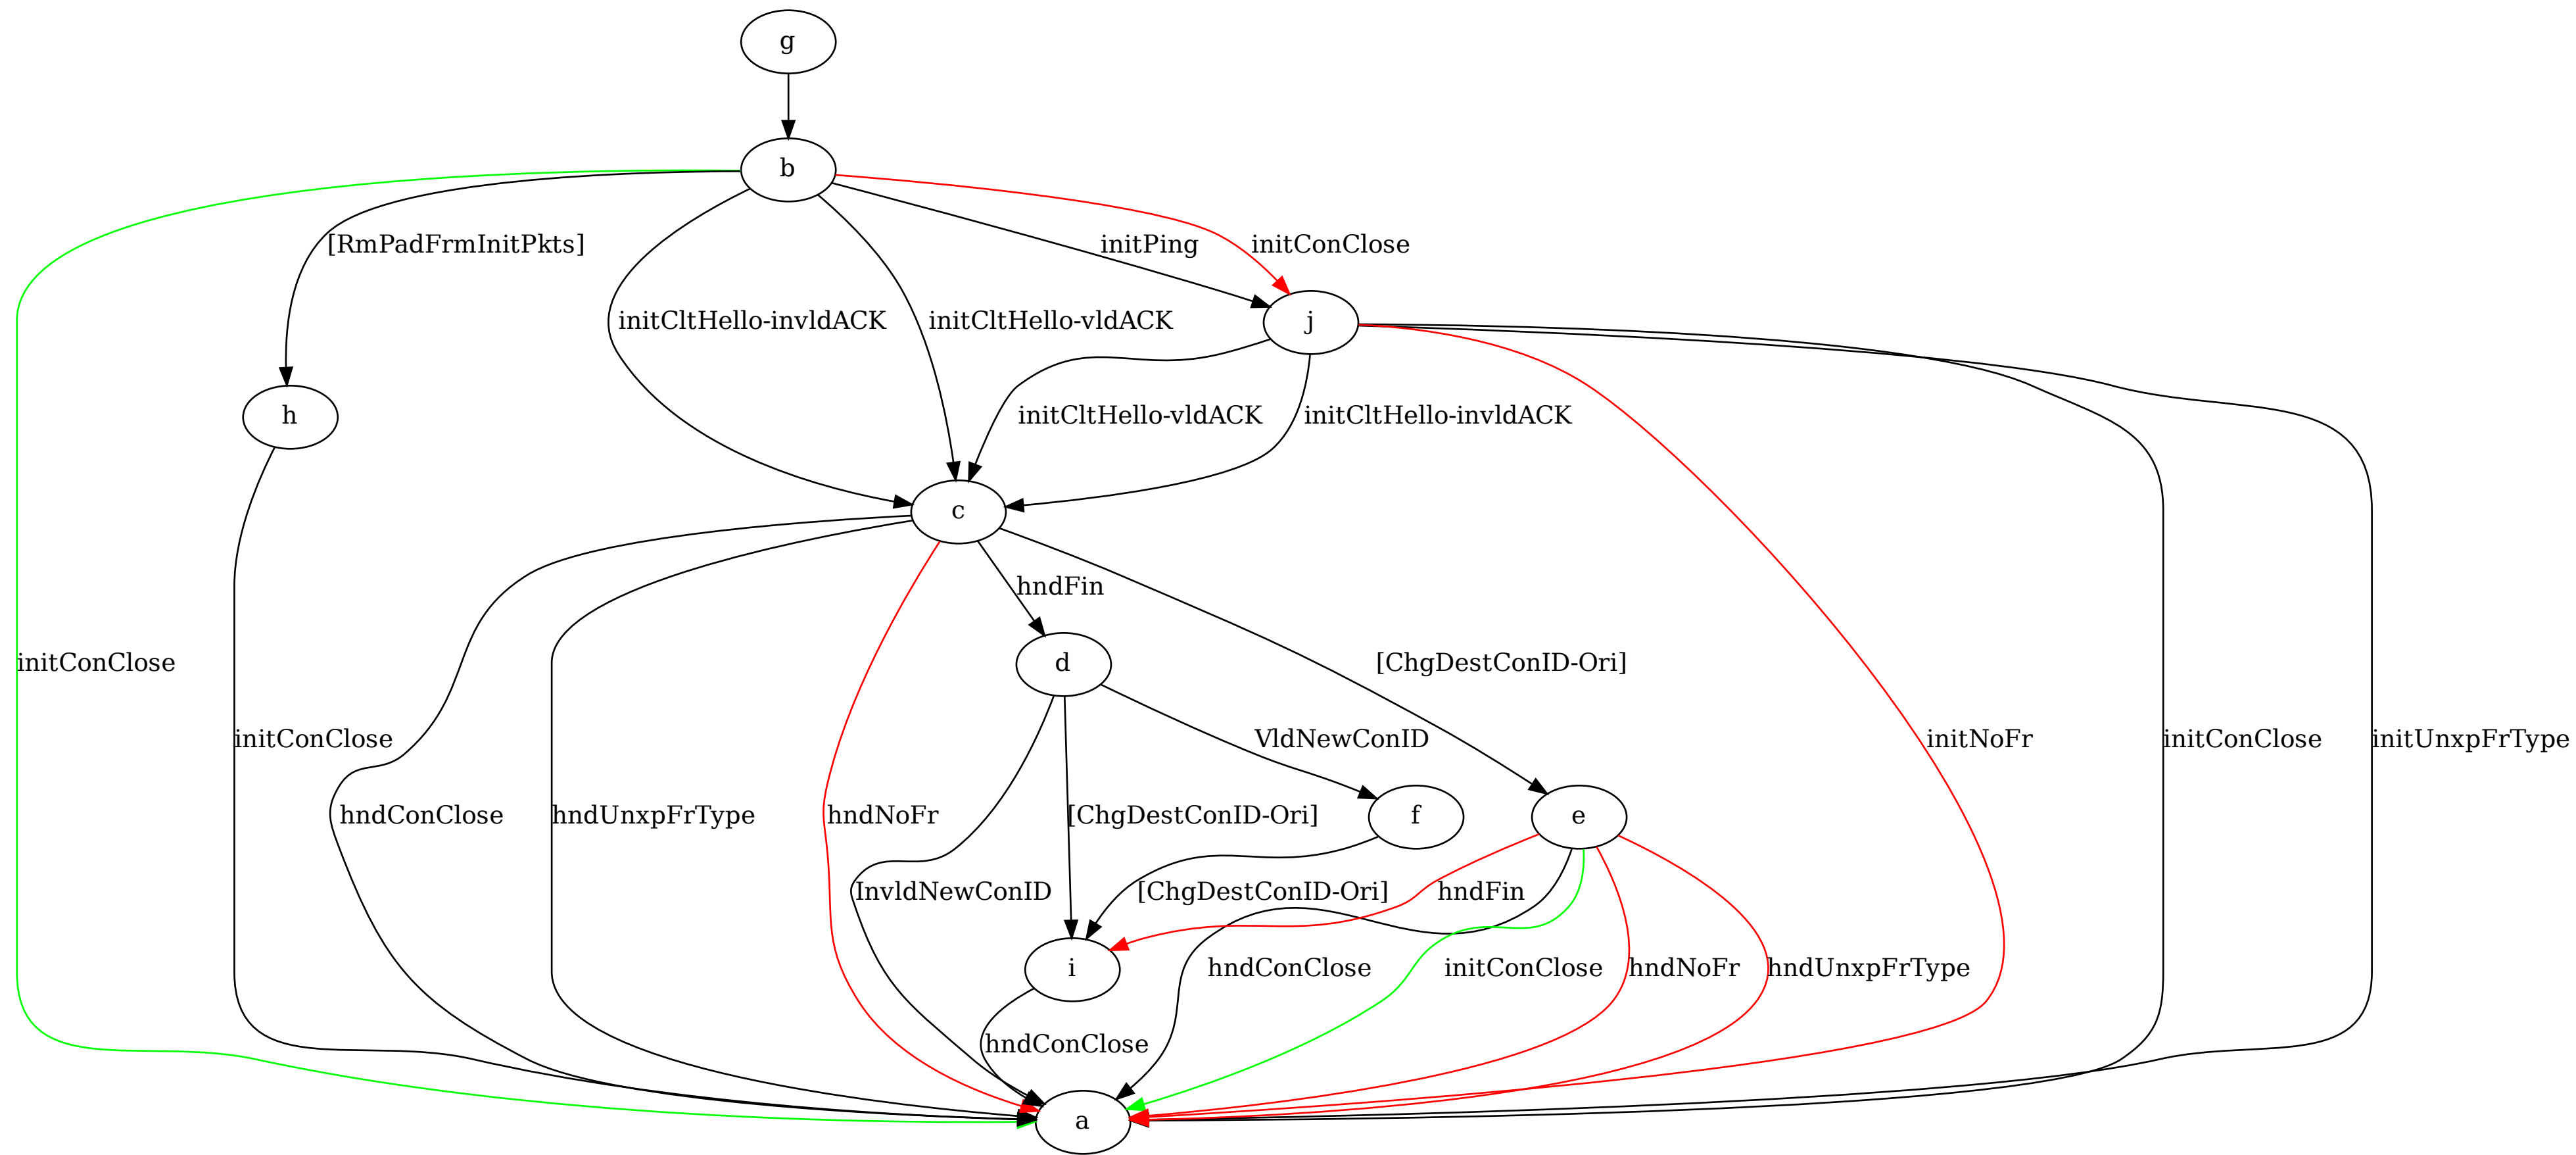 g
b
[RmPadFrmInitPkts]
initPing
initConClose
initCltHello-invldACK
initCltHello-vldACK
j
h
initCltHello-vldACK
initCltHello-invldACK
c
hndFin
initConClose
d
[ChgDestConID-Ori]
initConClose
VldNewConID
initNoFr
initConClose
initUnxpFrType
hndConClose
hndUnxpFrType
hndNoFr
[ChgDestConID-Ori]
f
e
InvldNewConID
[ChgDestConID-Ori]
hndFin
i
hndConClose
initConClose
hndNoFr
hndUnxpFrType
hndConClose
a